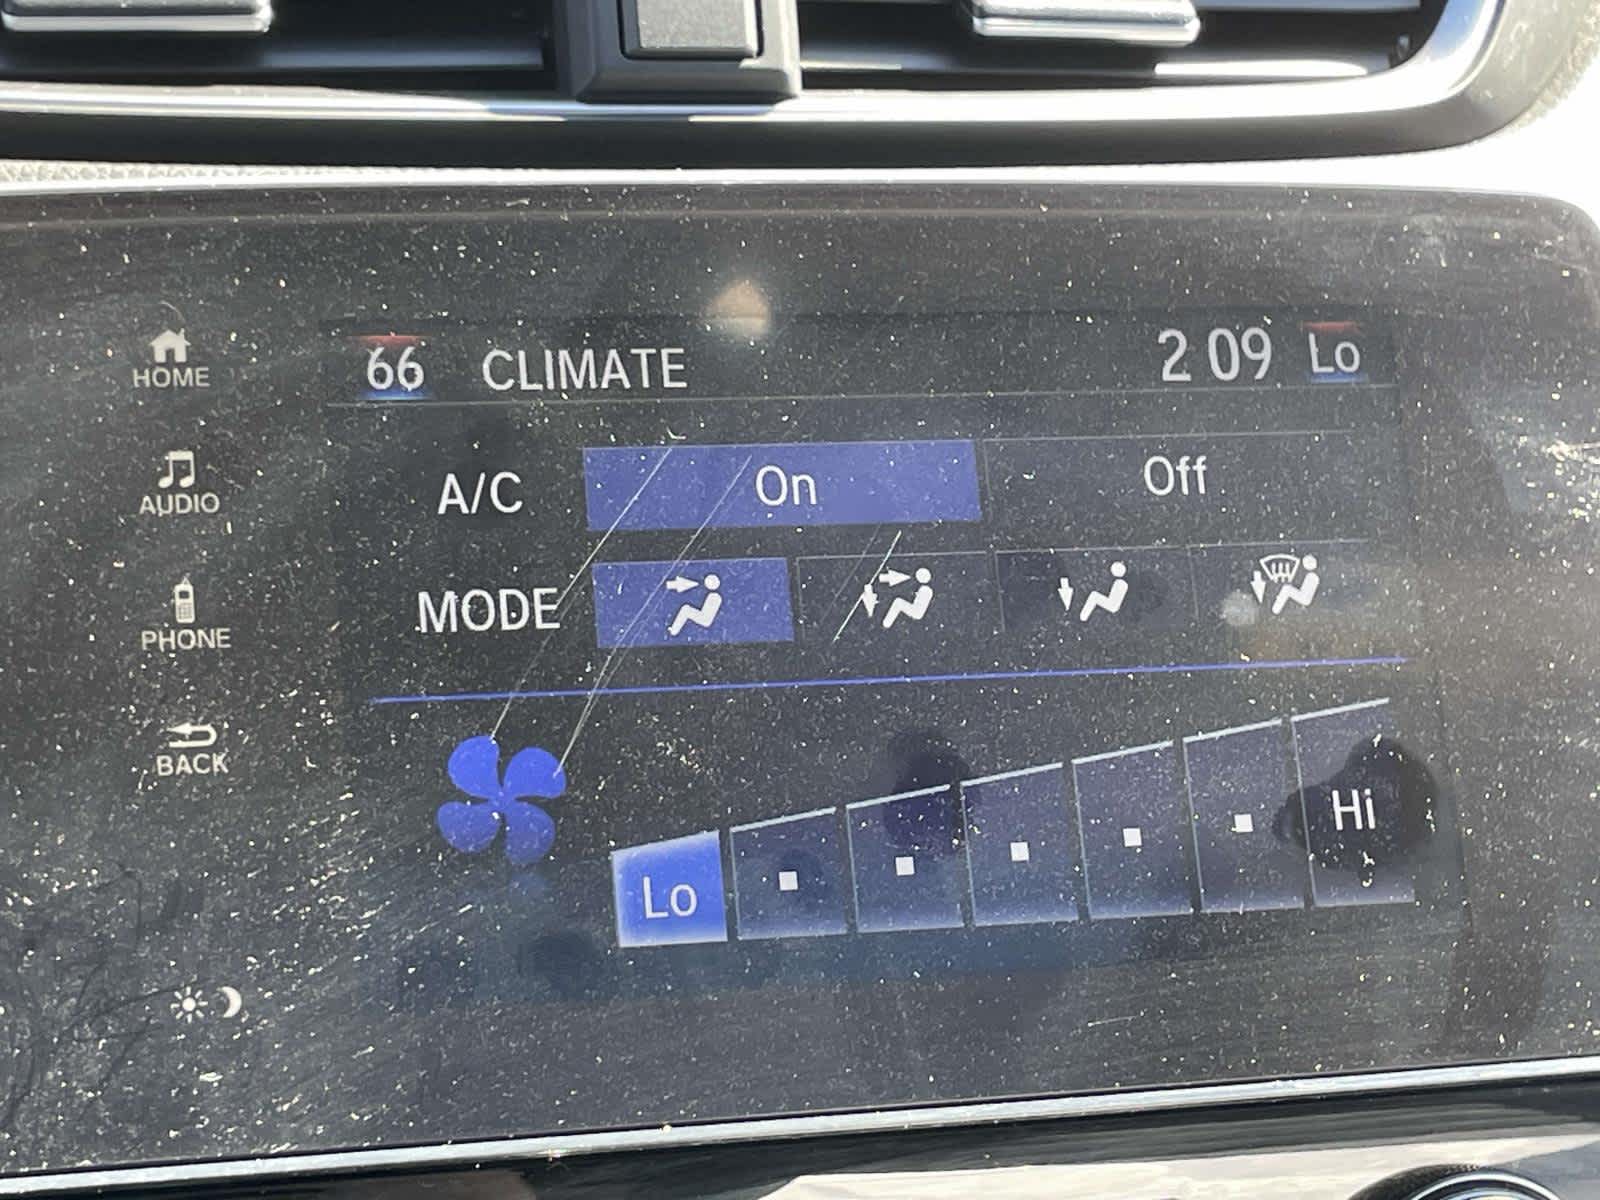 HOME
66 CLIMATE 2 09 Lo
AUDIO
A/C On Off
PHONE
MODE
BACK
Lo Hi